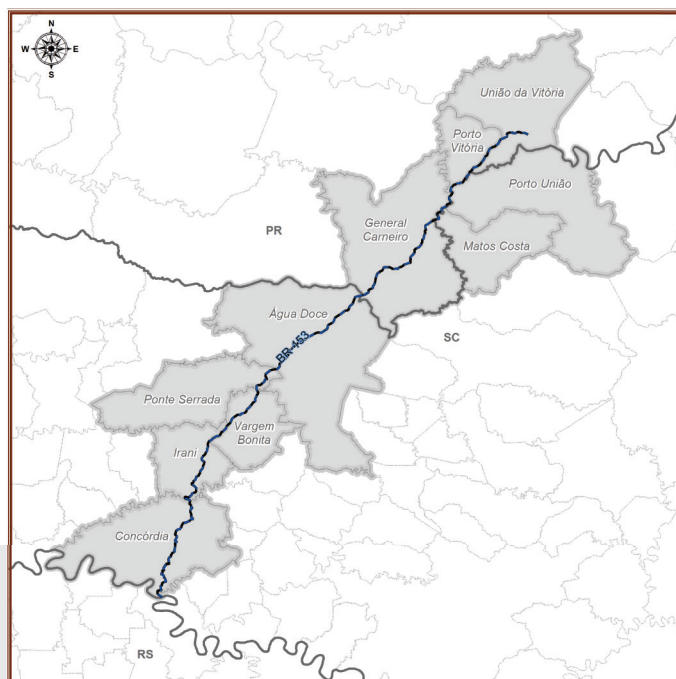 N
W E
S
União da Vitória
Porto
Vitória
Porto União
General
Carneiro
PR
Matos Costa
Água Doce
SC
BR-453
Ponte Serrada
Vargem
Bonita
Irani
Concórdia
RS